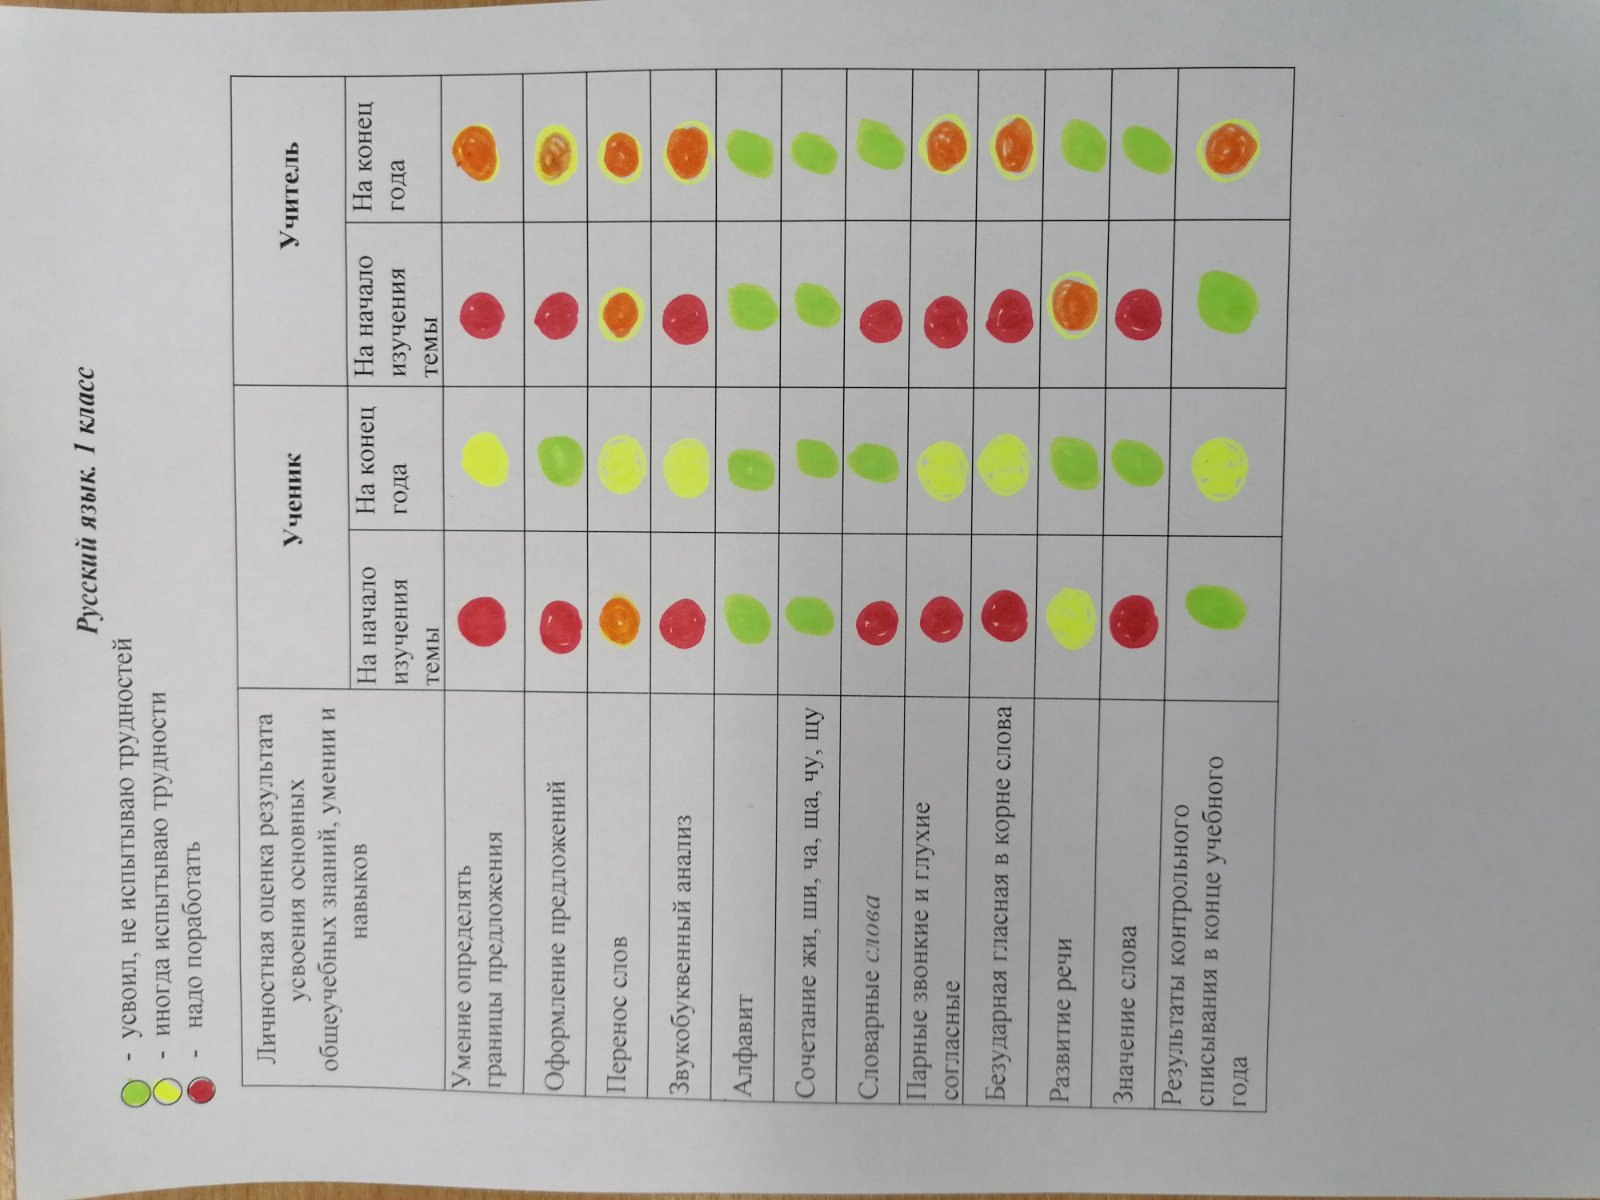 Русский язык. 1 класс
- усвоил, не испытываю трудностей
- иногда испытываю трудности
- надо поработать
Личностная оценка результата
усвоения основных
общеучебных знаний, умении и
навыков
Ученик
Учитель
На начало
изучения
темы
На конец
года
На начало
изучения
темы
На конец
года
Умение определять
границы предложения
Оформление предложений
Перенос слов
Звукобуквенный анализ
Алфавит
Сочетание жи, ши, ча, ща, чу, щу
Словарные слова
Парные звонкие и глухие
согласные
Безударная гласная в корне слова
Развитие речи
Значение слова
Результаты контрольного
списывания в конце учебного
года